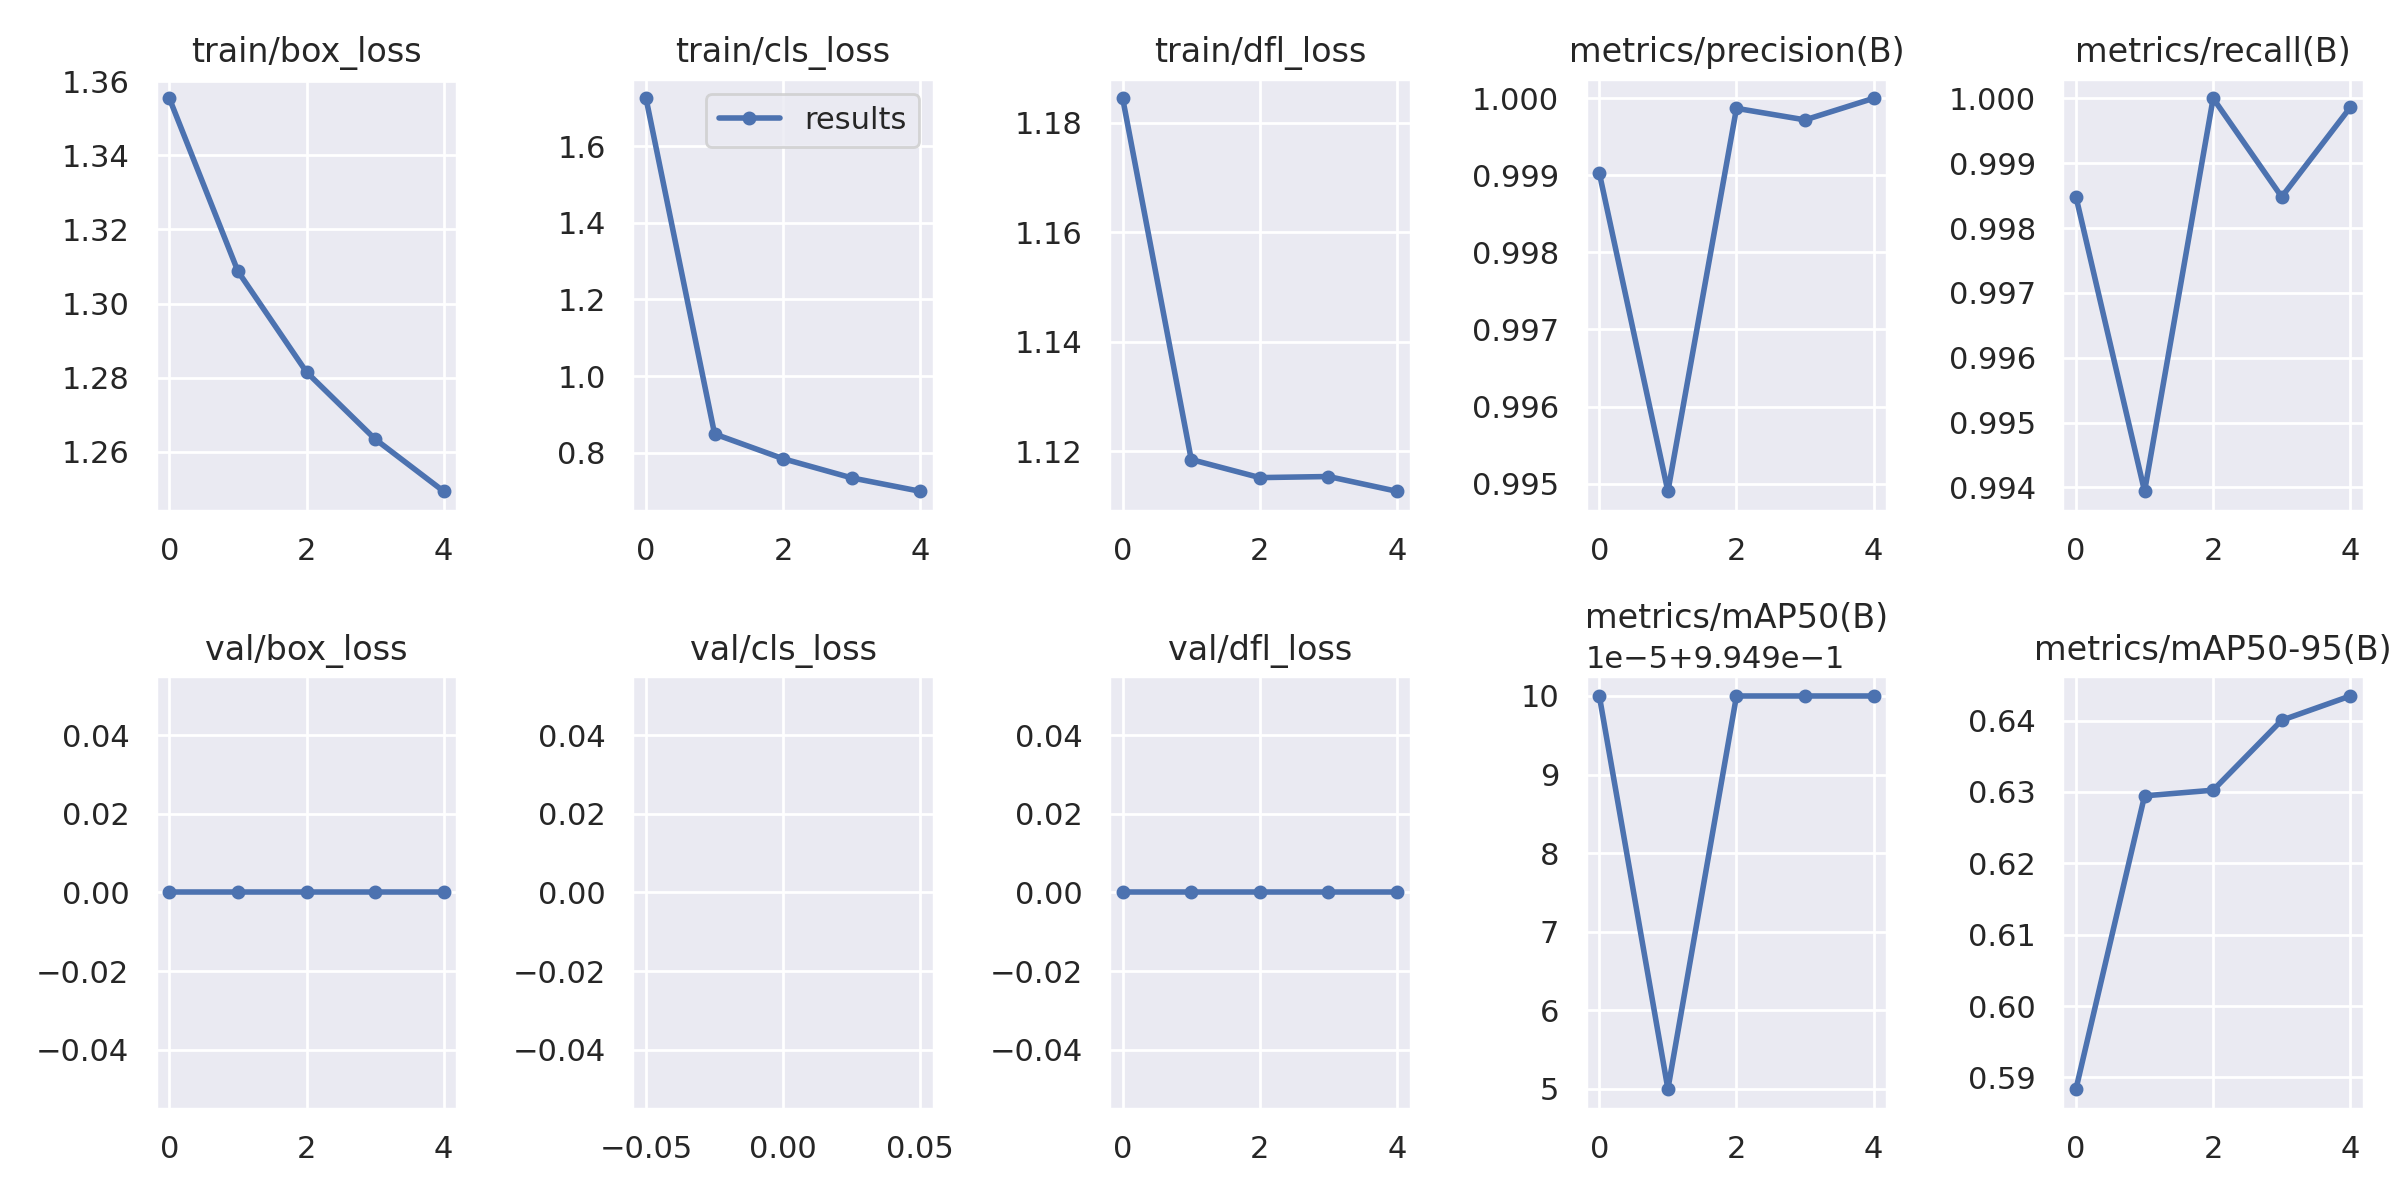 train/box_loss
1.36
1.34
1.32
1.30
1.28
1.26
0 2 4
train/cls_loss
results
1.6
1.4
1.2
1.0
0.8
0 2 4
train/dfl_loss
1.18
1.16
1.14
1.12
0 2 4
metrics/precision(B)
1.000
0.999
0.998
0.997
0.996
0.995
0 2 4
metrics/recall(B)
1.000
0.999
0.998
0.997
0.996
0.995
0.994
0 2 4
val/box_loss
0.04
0.02
0.00
−0.02
−0.04
0 2 4
val/cls_loss
0.04
0.02
0.00
−0.02
−0.04
−0.05 0.00 0.05
val/dfl_loss
0.04
0.02
0.00
−0.02
−0.04
0 2 4
metrics/mAP50(B)
1e−5+9.949e−1
10
9
8
7
6
5
0 2 4
metrics/mAP50-95(B)
0.64
0.63
0.62
0.61
0.60
0.59
0 2 4